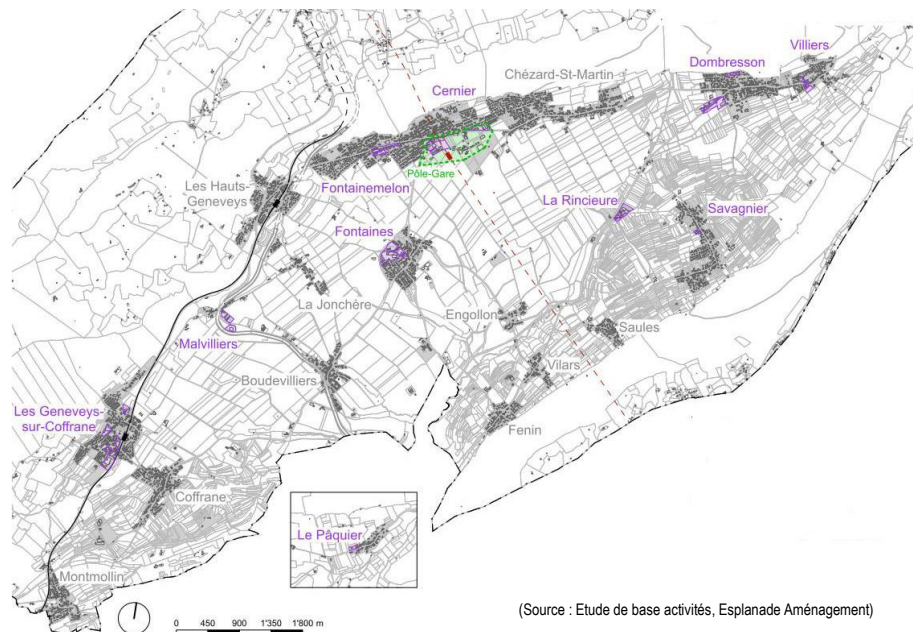 Villiers
Dombresson
Chézard-St-Martin
Cernier
Pôle-Gare
Les Hauts-
Geneveys
Fontainemelon
La Rincieure
Savagnier
Fontaines
La Jonchère
Engollon
Saules
Malvilliers
Vilars
Boudevilliers
Les Geneveys-
sur-Coffrane
Fenin
Coffrane
Le Pâquier
Montmollin
0 450 900 1'350 1'800 m
(Source : Etude de base activités, Esplanade Aménagement)